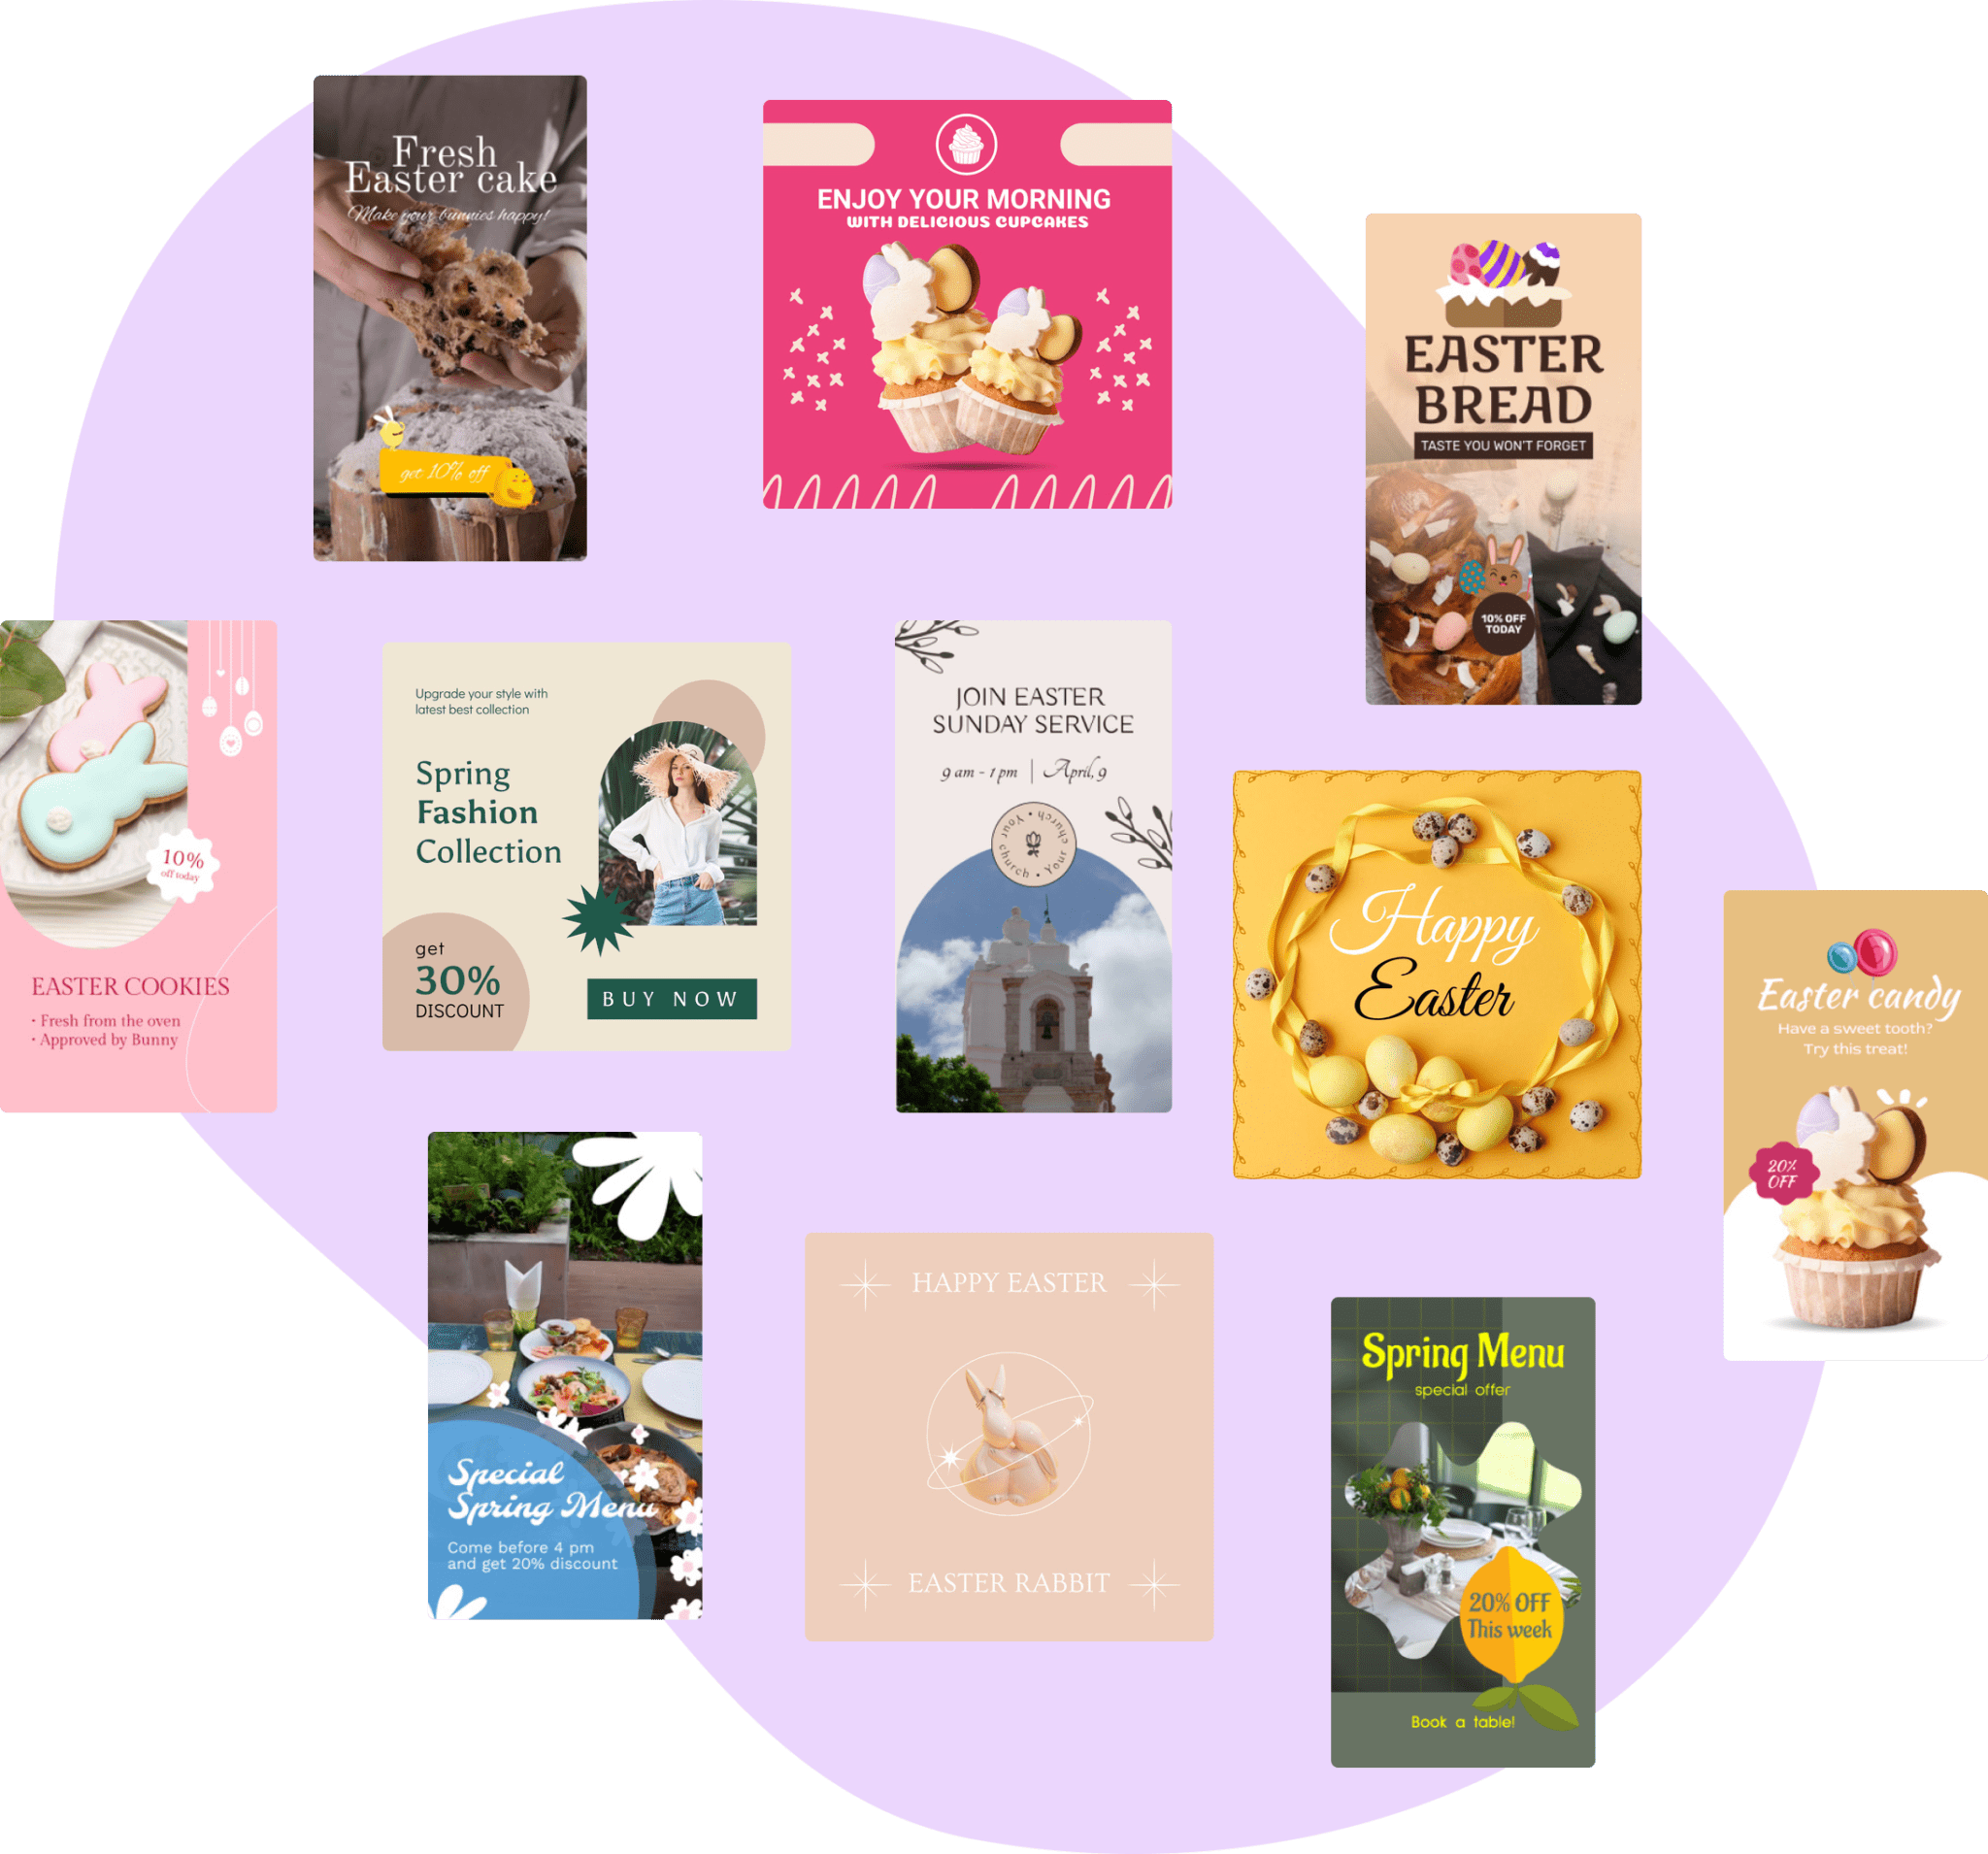 Fresh
Easter cake
Make your bunnies happy!
get 10% off
ENJOY YOUR MORNING
WITH DELICIOUS CUPCAKES
EASTER
BREAD
TASTE YOU WON'T FORGET
10% OFF
TODAY
10%
off today
EASTER COOKIES
• Fresh from the oven
• Approved by Bunny
Upgrade your style with
latest best collection
Spring
Fashion
Collection
get
30%
DISCOUNT
BUY NOW
JOIN EASTER
SUNDAY SERVICE
9 am - 1 pm | April, 9
Your church • Your church •
Happy
Easter
Easter candy
Have a sweet tooth?
Try this treat!
20%
OFF
Special
Spring Menu
Come before 4 pm
and get 20% discount
HAPPY EASTER
EASTER RABBIT
Spring Menu
special offer
20% OFF
This week
Book a table!